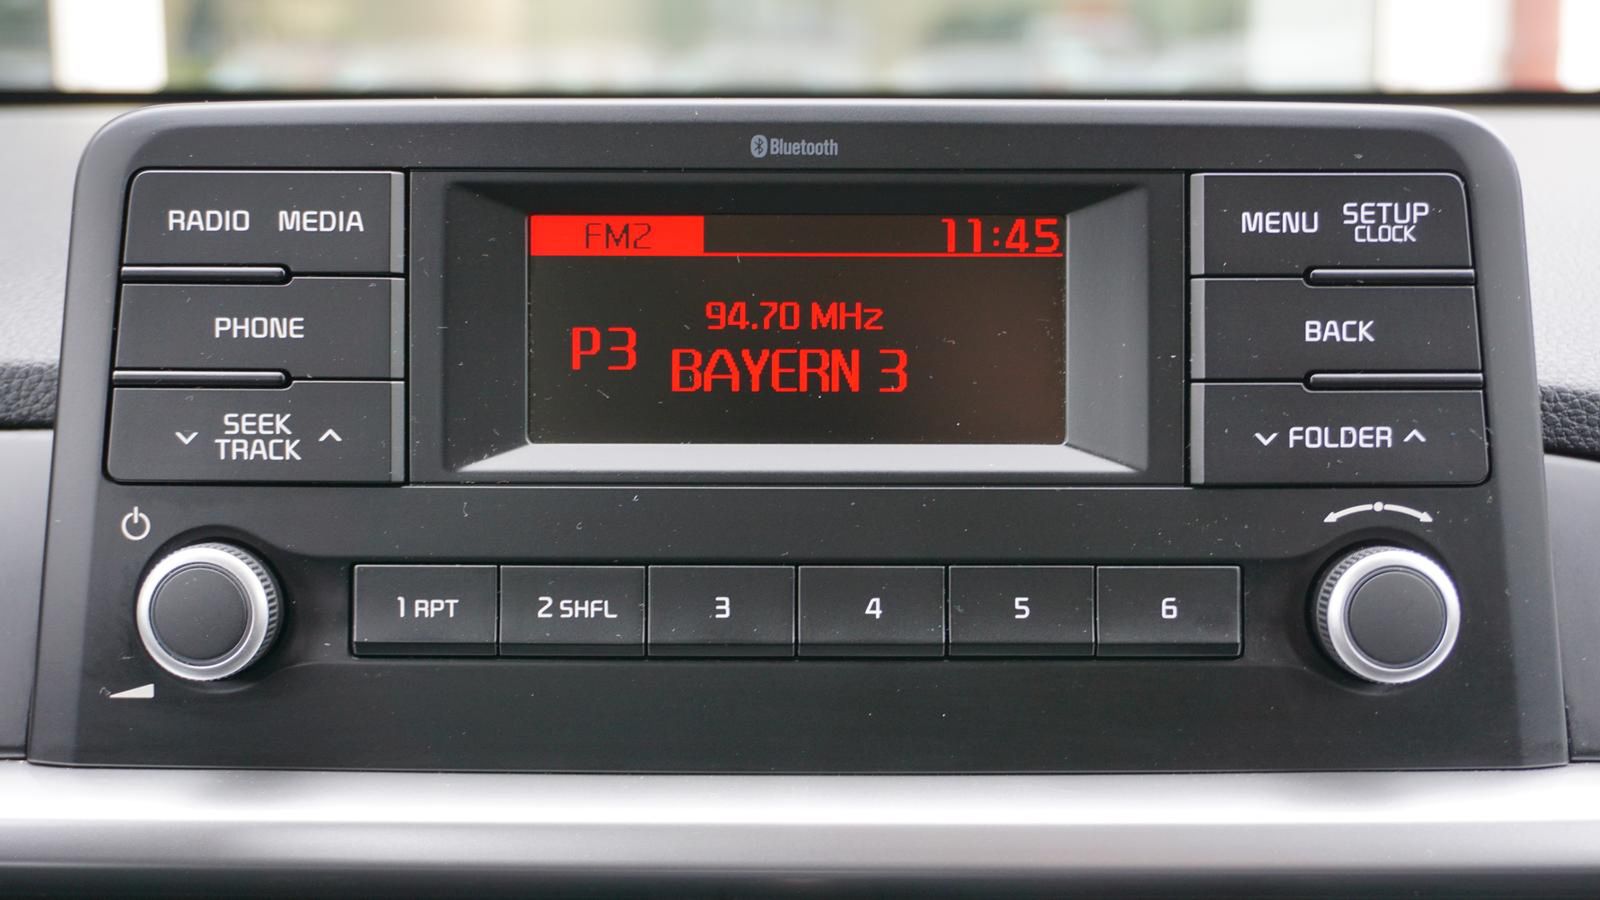 Bluetooth
RADIO MEDIA
PHONE
SEEK
TRACK
FM2 11:45
94.70 MHz
P3
BAYERN 3
MENU SETUP
CLOCK
BACK
FOLDER
1 RPT 2 SHFL 3 4 5 6